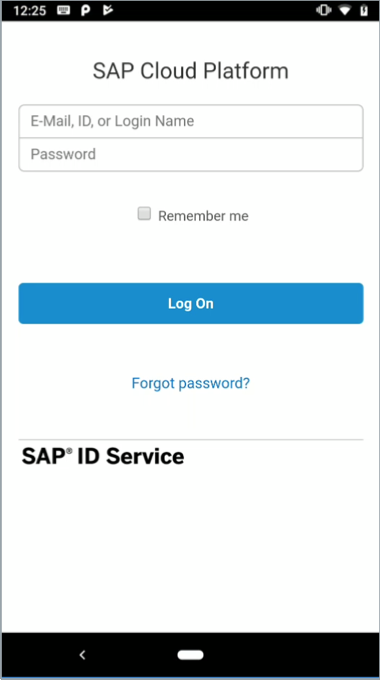 12:25
SAP Cloud Platform
E-Mail, ID, or Login Name
Password
Remember me
Log On
Forgot password?
SAP® ID Service